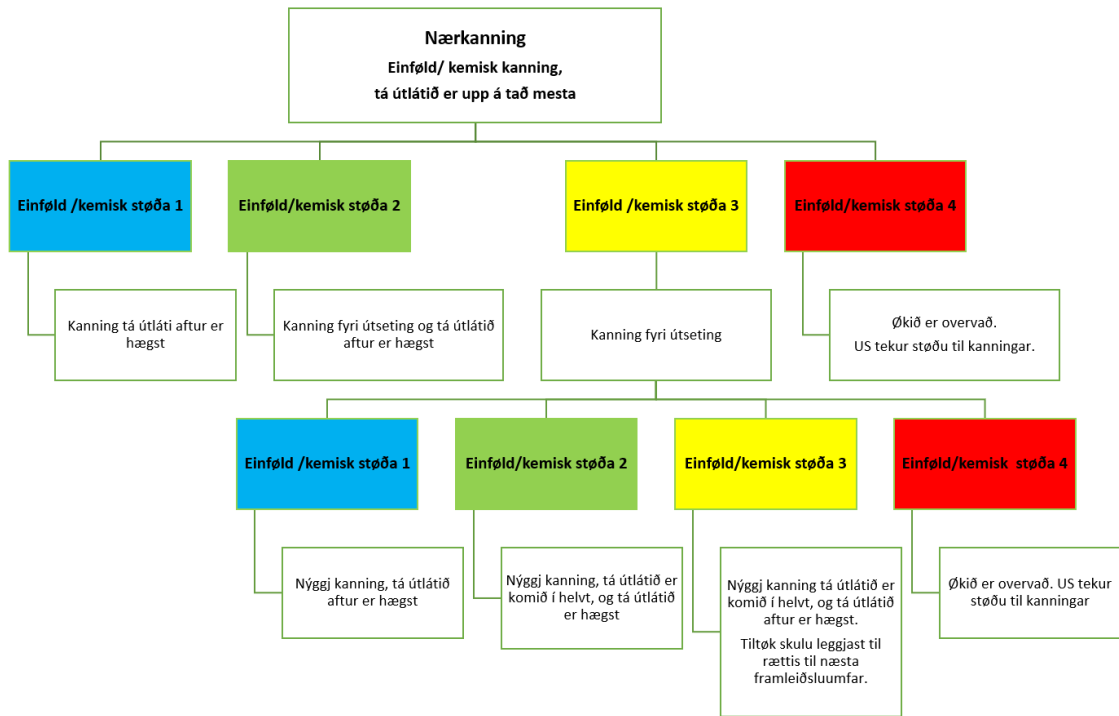 Nærkanning
Einføld/ kemisk kanning,
tá útlátið er upp á tað mesta
Einføld /kemisk støða 1
Einføld/kemisk støða 2
Einføld /kemisk støða 3
Einføld/kemisk støða 4
Kanning tá útláti aftur er
hægst
Kanning fyri útseting og tá útlátið
aftur er hægst
Kanning fyri útseting
Økið er overvað.
US tekur støðu til kanningar.
Einføld /kemisk støða 1
Einføld/kemisk støða 2
Einføld/kemisk støða 3
Einføld/kemisk støða 4
Nýggj kanning, tá útlátið
aftur er hægst
Nýggj kanning, tá útlátið er
komið í helvt, og tá útlátið
er hægst
Nýggj kanning tá útlátið er
komið í helvt, og tá útlátið
aftur er hægst.
Tiltøk skulu leggjast til
rættis til næsta
framleiðsluumfar.
Økið er overvað. US tekur
støðu til kanningar